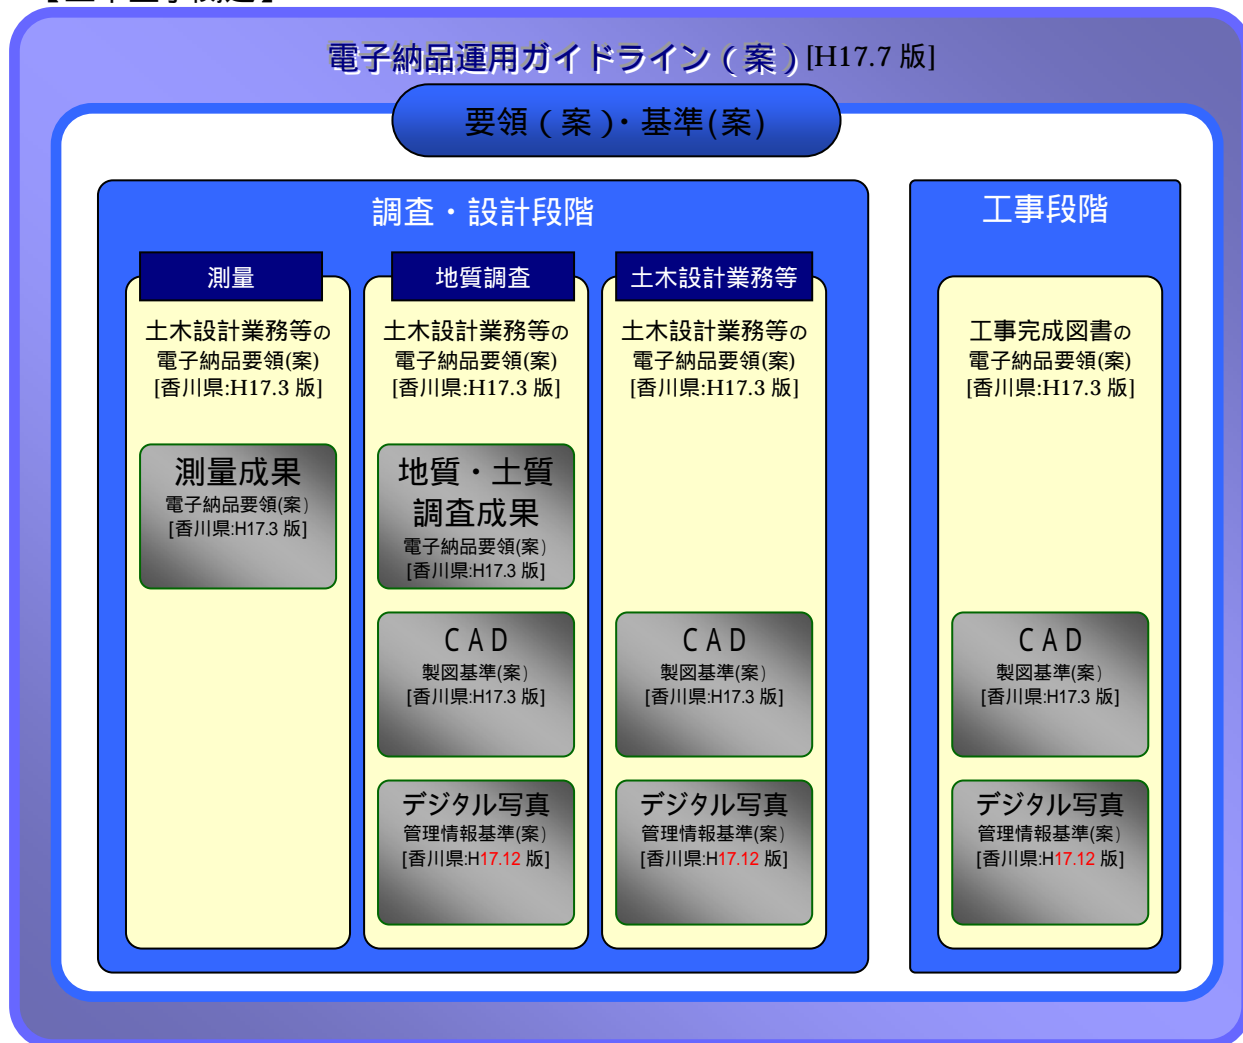 電子納品運用ガイドライン（案）[H17.7 版]
要領（案）・基準(案)
調査・設計段階
測量
土木設計業務等の
電子納品要領(案)
[香川県:H17.3 版]
測量成果
電子納品要領(案)
[香川県:H17.3 版]
地質調査
土木設計業務等の
電子納品要領(案)
[香川県:H17.3 版]
地質・土質
調査成果
電子納品要領(案)
[香川県:H17.3 版]
ＣＡＤ
製図基準(案)
[香川県:H17.3 版]
デジタル写真
管理情報基準(案)
[香川県:H17.12 版]
土木設計業務等
土木設計業務等の
電子納品要領(案)
[香川県:H17.3 版]
ＣＡＤ
製図基準(案)
[香川県:H17.3 版]
デジタル写真
管理情報基準(案)
[香川県:H17.12 版]
工事段階
工事完成図書の
電子納品要領(案)
[香川県:H17.3 版]
ＣＡＤ
製図基準(案)
[香川県:H17.3 版]
デジタル写真
管理情報基準(案)
[香川県:H17.12 版]